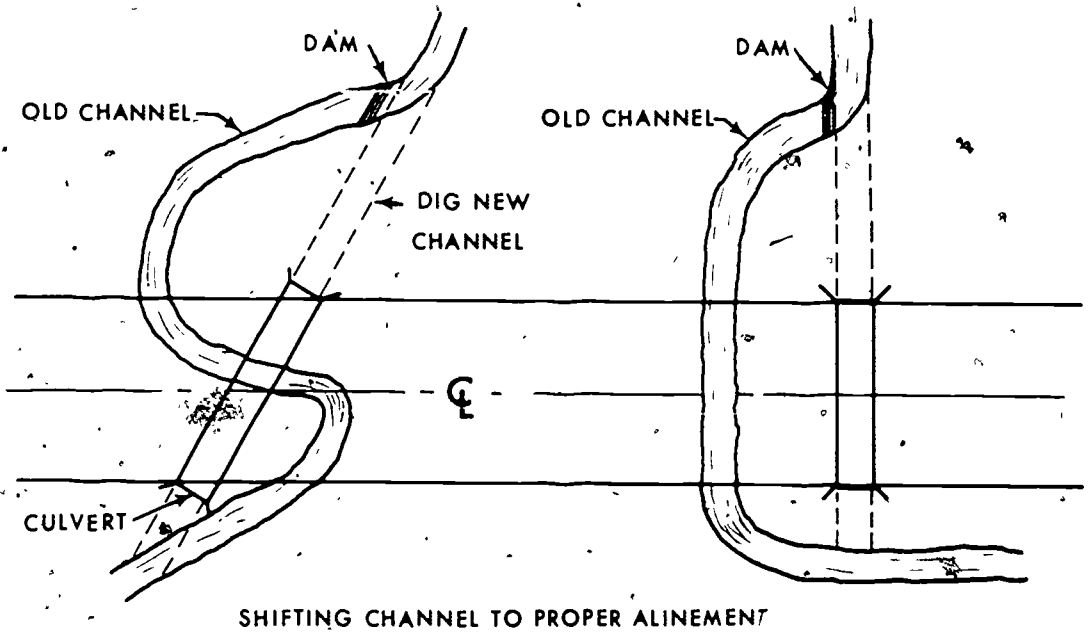 DAM
OLD CHANNEL
DIG NEW
CHANNEL
CULVERT
℄
DAM
OLD CHANNEL
SHIFTING CHANNEL TO PROPER ALINEMENT